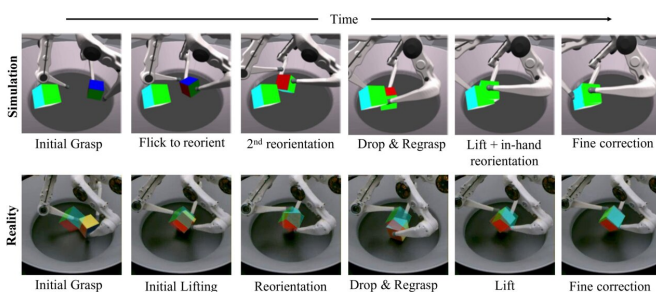 Time
Simulation
Initial Grasp
Flick to reorient
2nd reorientation
Drop & Regrasp
Lift + in-hand
reorientation
Fine correction
Reality
Initial Grasp
Initial Lifting
Reorientation
Drop & Regrasp
Lift
Fine correction